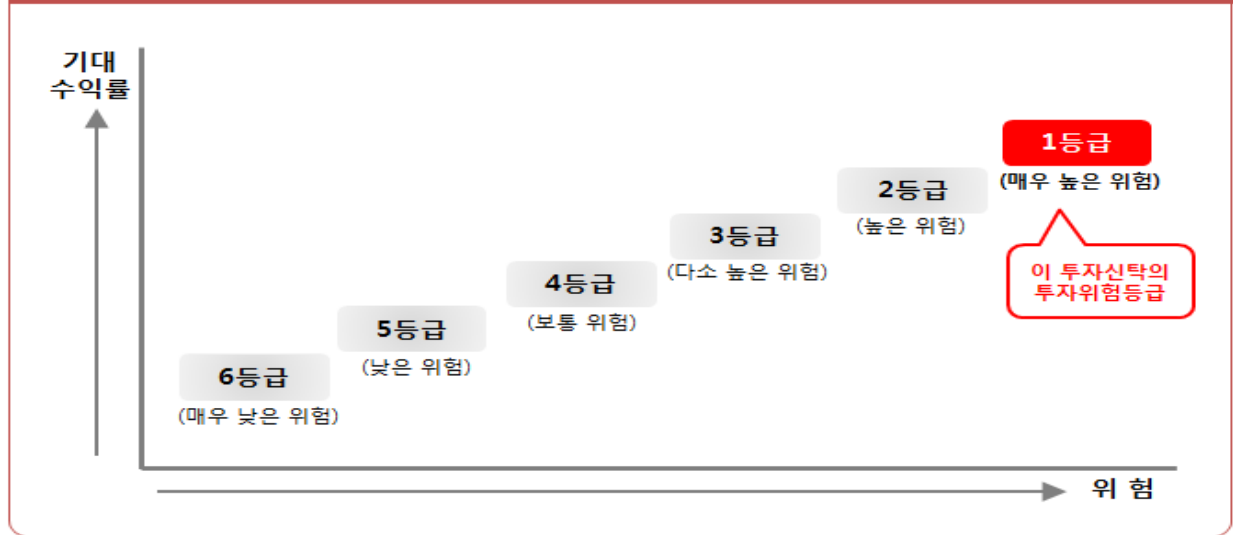 기대
수익률
1등급
(매우 높은 위험)
2등급
(높은 위험)
3등급
(다소 높은 위험)
이 투자신탁의
투자위험등급
4등급
(보통 위험)
5등급
(낮은 위험)
6등급
(매우 낮은 위험)
위 험